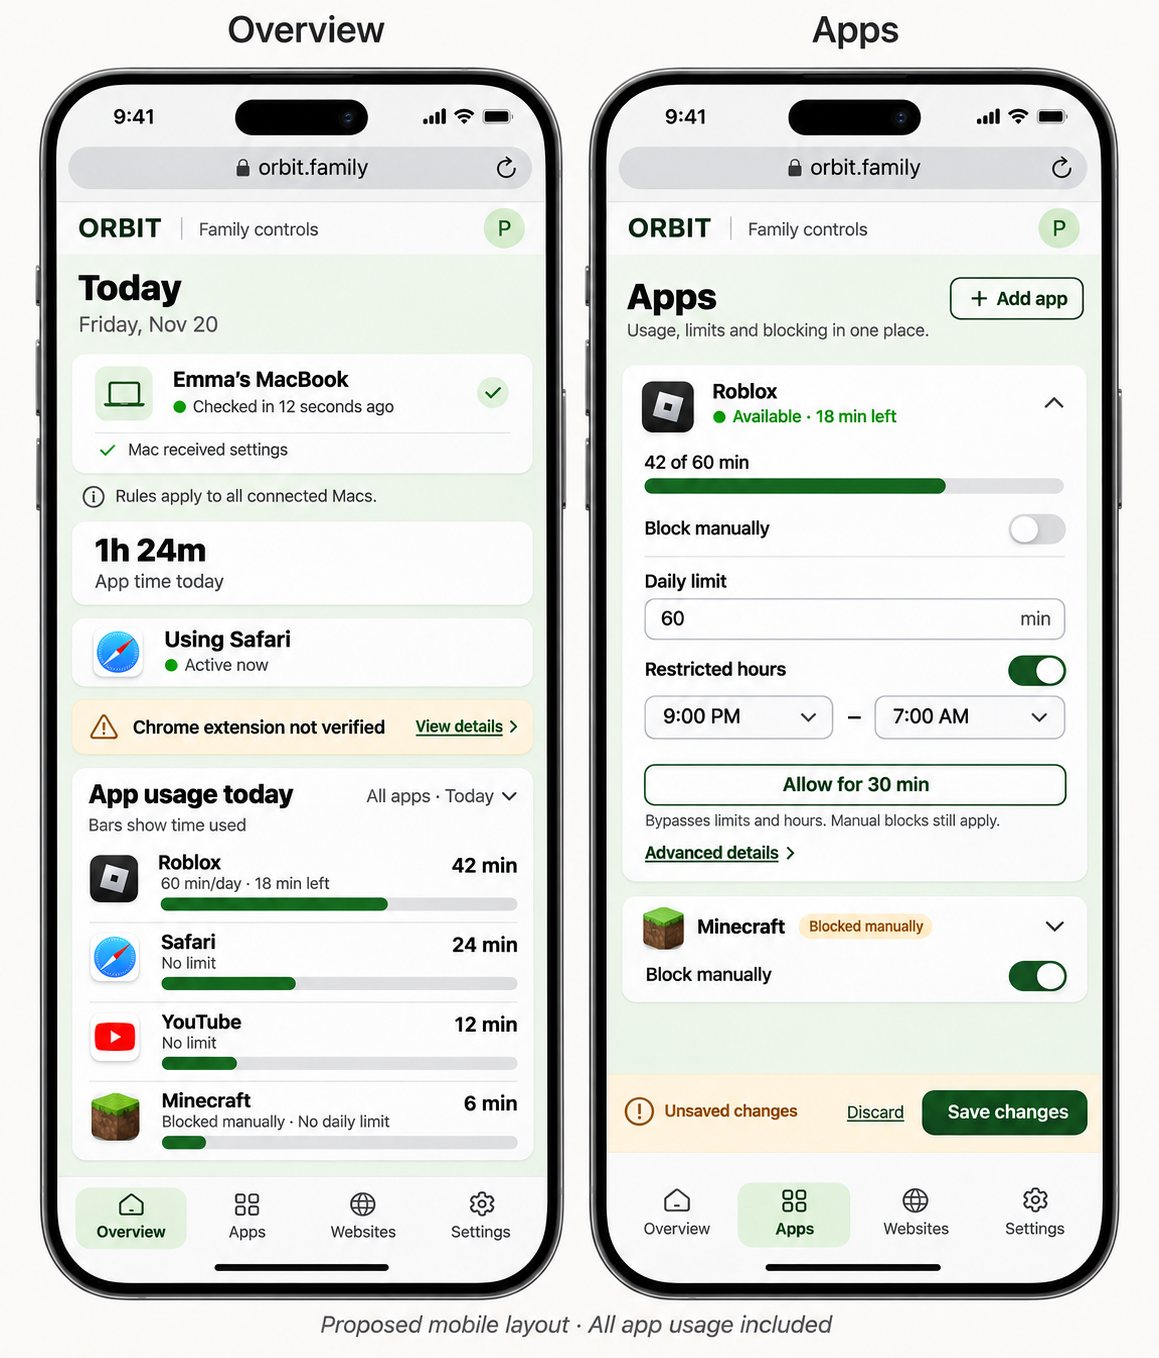 Overview
9:41
orbit.family
ORBIT | Family controls
P
Today
Friday, Nov 20
Emma's MacBook
Checked in 12 seconds ago
Mac received settings
Rules apply to all connected Macs.
1h 24m
App time today
Using Safari
Active now
Chrome extension not verified
View details >
App usage today
All apps · Today
Bars show time used
Roblox
42 min
60 min/day · 18 min left
Safari
24 min
No limit
YouTube
12 min
No limit
Minecraft
6 min
Blocked manually · No daily limit
Overview
Apps
Websites
Settings
Apps
9:41
orbit.family
ORBIT | Family controls
P
Apps
+ Add app
Usage, limits and blocking in one place.
Roblox
Available · 18 min left
42 of 60 min
Block manually
Daily limit
60 min
Restricted hours
9:00 PM – 7:00 AM
Allow for 30 min
Bypasses limits and hours. Manual blocks still apply.
Advanced details >
Minecraft
Blocked manually
Block manually
Unsaved changes
Discard
Save changes
Overview
Apps
Websites
Settings
Proposed mobile layout · All app usage included